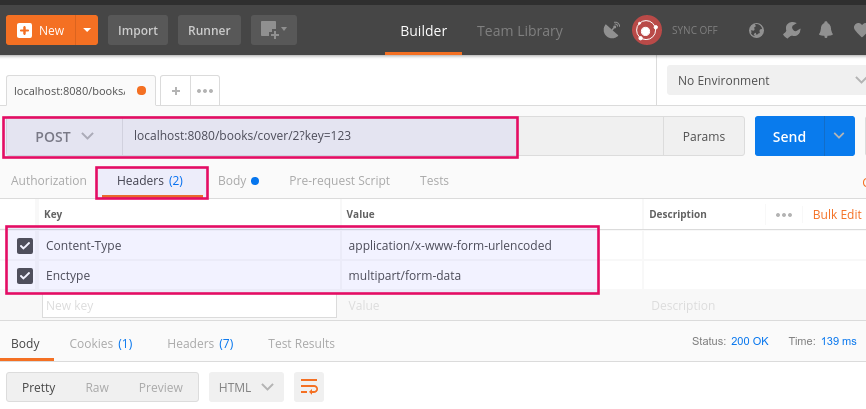 New Import Runner Builder Team Library SYNC OFF
localhost:8080/books/ No Environment
POST localhost:8080/books/cover/2?key=123 Params Send
Authorization Headers (2) Body Pre-request Script Tests
Key Value Description Bulk Edit
Content-Type application/x-www-form-urlencoded
Enctype multipart/form-data
New key Value Description
Body Cookies (1) Headers (7) Test Results Status: 200 OK Time: 139 ms
Pretty Raw Preview HTML